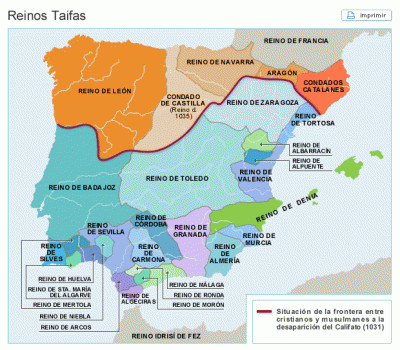 Reinos Taifas
imprimir
REINO DE FRANCIA
REINO DE NAVARRA
ARAGÓN
CONDADOS
CATALANES
REINO DE LEÓN
CONDADO
DE CASTILLA
(Reino d.
1035)
REINO DE ZARAGOZA
REINO
DE TORTOSA
REINO DE
ALBARRACÍN
REINO DE
ALPUENTE
REINO DE
VALENCIA
REINO DE TOLEDO
REINO DE BADAJOZ
REINO DE DENIA
REINO DE
CÓRDOBA
REINO
DE SEVILLA
REINO DE
GRANADA
REINO DE
MURCIA
REINO
DE
SILVES
REINO
DE
CARMONA
REINO DE
ALMERÍA
REINO DE HUELVA
REINO DE STA. MARÍA
DEL ALGARVE
REINO DE MERTOLA
REINO DE NIEBLA
REINO DE ARCOS
REINO DE
ALGECIRAS
REINO DE MÁLAGA
REINO DE RONDA
REINO DE MORÓN
REINO IDRISÍ DE FEZ
Situación de la frontera entre
cristianos y musulmanes a la
desaparición del Califato (1031)